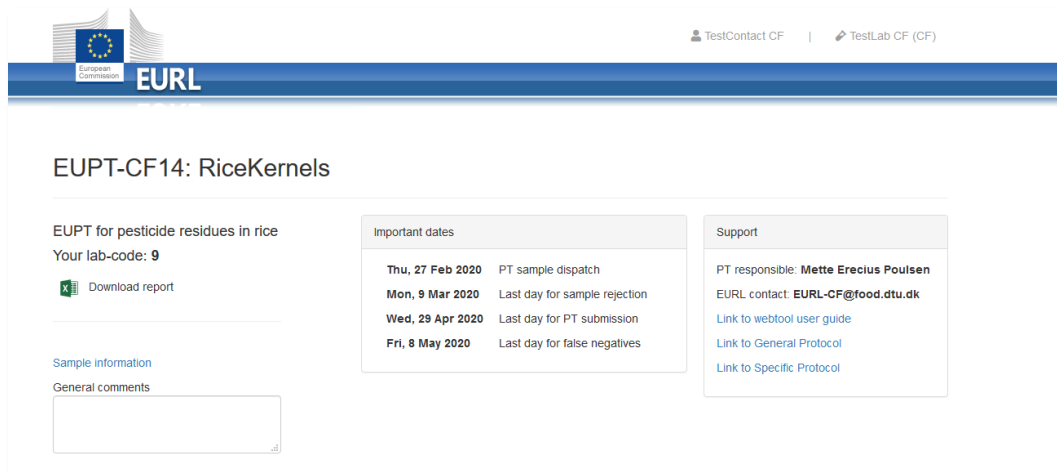 TestContact CF | TestLab CF (CF)
European
Commission
EURL
EUPT-CF14: RiceKernels
EUPT for pesticide residues in rice
Your lab-code: 9
Download report
Sample information
General comments
Important dates
Thu, 27 Feb 2020 PT sample dispatch
Mon, 9 Mar 2020 Last day for sample rejection
Wed, 29 Apr 2020 Last day for PT submission
Fri, 8 May 2020 Last day for false negatives
Support
PT responsible: Mette Erecius Poulsen
EURL contact: EURL-CF@food.dtu.dk
Link to webtool user guide
Link to General Protocol
Link to Specific Protocol